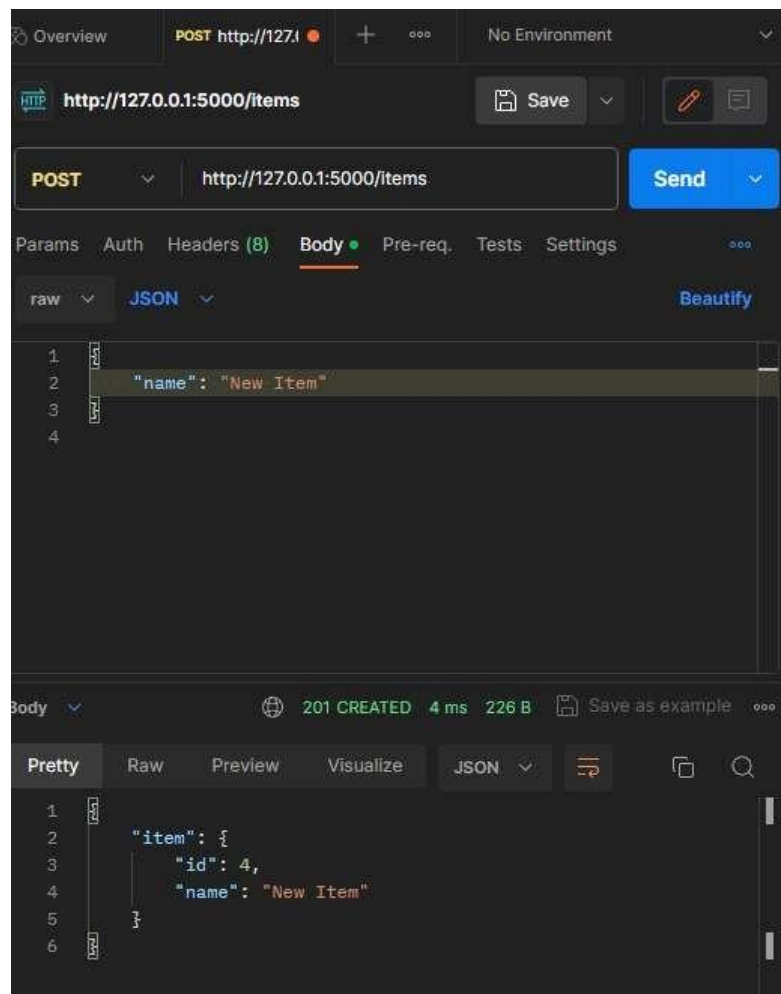 Overview POST http://127.( No Environment
HTTP http://127.0.0.1:5000/items Save
POST http://127.0.0.1:5000/items Send
Params Auth Headers (8) Body Pre-req. Tests Settings
raw JSON Beautify
1 {
2 "name": "New Item"
3 }
4
Body 201 CREATED 4 ms 226 B Save as example
Pretty Raw Preview Visualize JSON
1 {
2 "item": {
3 "id": 4,
4 "name": "New Item"
5 }
6 }